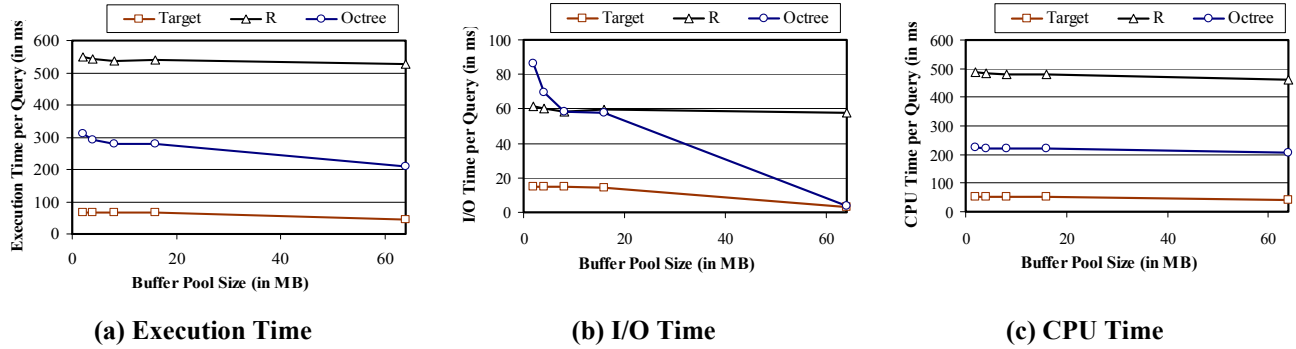 Target R Octree
Execution Time per Query (in ms
600
500
400
300
200
100
0
0 20 40 60
Buffer Pool Size (in MB)
(a) Execution Time
Target R Octree
I/O Time per Query (in ms)
100
80
60
40
20
0
0 20 40 60
Buffer Pool Size (in MB)
(b) I/O Time
Target R Octree
CPU Time per Query (in ms)
600
500
400
300
200
100
0
0 20 40 60
Buffer Pool Size (in MB)
(c) CPU Time